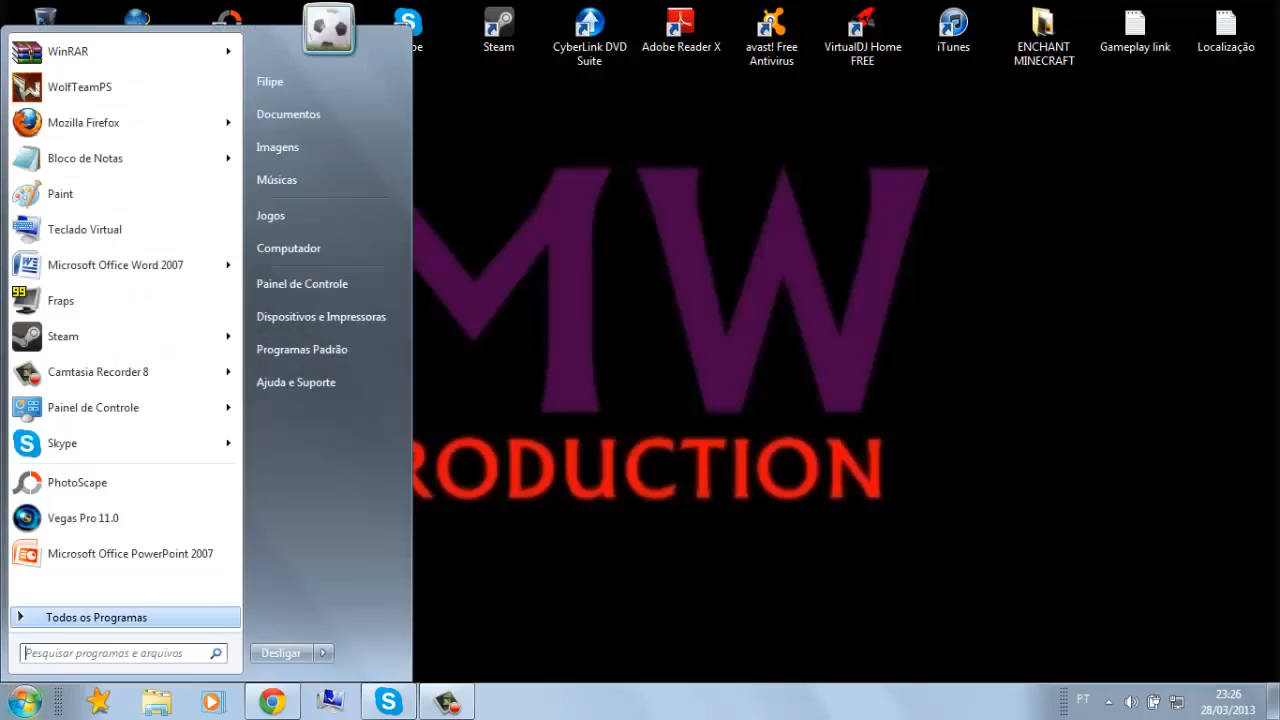 Steam
CyberLink DVD
Suite
Adobe Reader X
avast! Free
Antivirus
VirtualDJ Home
FREE
iTunes
ENCHANT
MINECRAFT
Gameplay link
Localização
WinRAR
WolfTeamPS
Mozilla Firefox
Bloco de Notas
Paint
Teclado Virtual
Microsoft Office Word 2007
99
Fraps
Steam
Camtasia Recorder 8
Painel de Controle
Skype
PhotoScape
Vegas Pro 11.0
Microsoft Office PowerPoint 2007
Todos os Programas
Pesquisar programas e arquivos
Filipe
Documentos
Imagens
Músicas
Jogos
Computador
Painel de Controle
Dispositivos e Impressoras
Programas Padrão
Ajuda e Suporte
Desligar
MW
RODUCTION
PT
23:26
28/03/2013